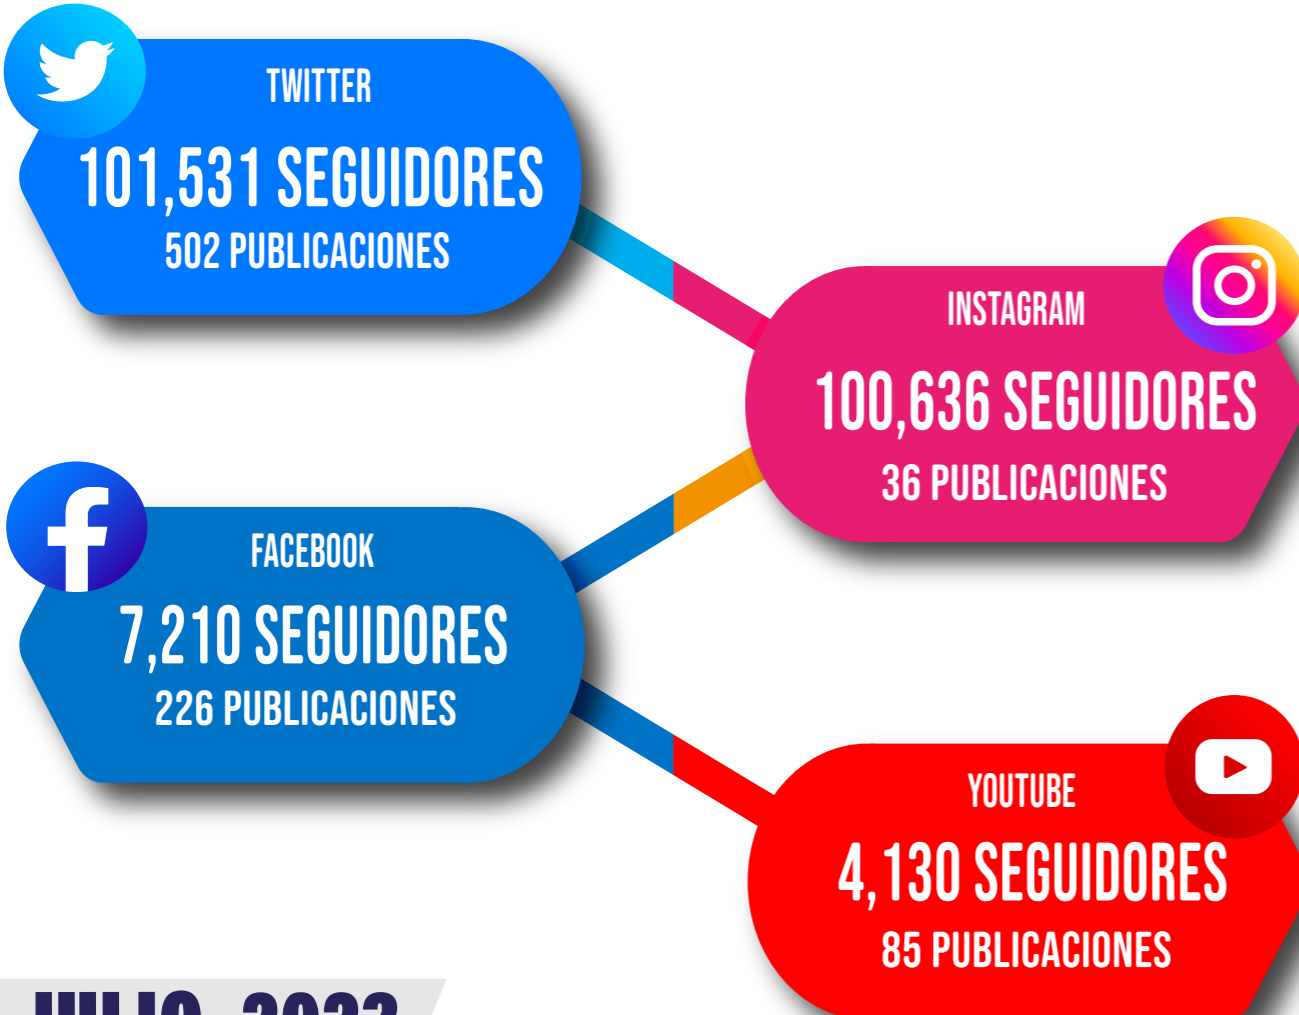 TWITTER
101,531 SEGUIDORES
502 PUBLICACIONES
INSTAGRAM
100,636 SEGUIDORES
36 PUBLICACIONES
FACEBOOK
7,210 SEGUIDORES
226 PUBLICACIONES
YOUTUBE
4,130 SEGUIDORES
85 PUBLICACIONES